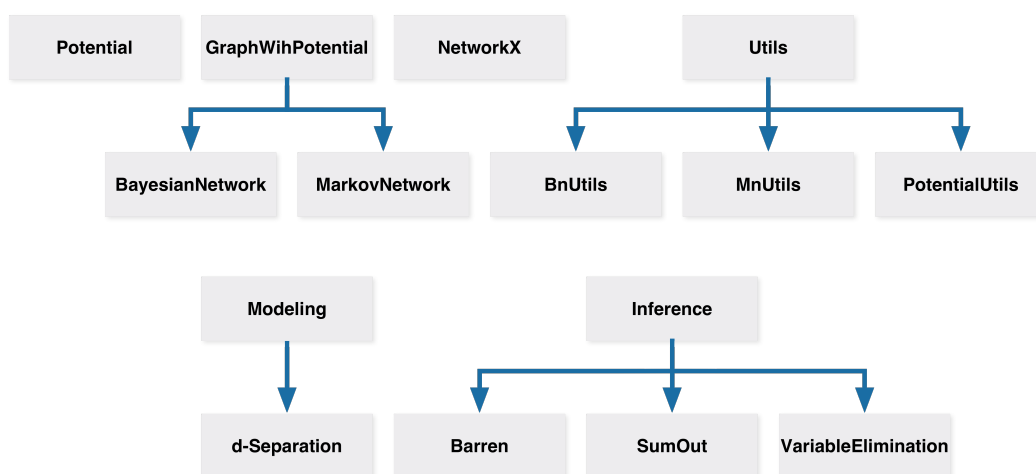 Potential
GraphWihPotential
NetworkX
Utils
BayesianNetwork
MarkovNetwork
BnUtils
MnUtils
PotentialUtils
Modeling
Inference
d-Separation
Barren
SumOut
VariableElimination